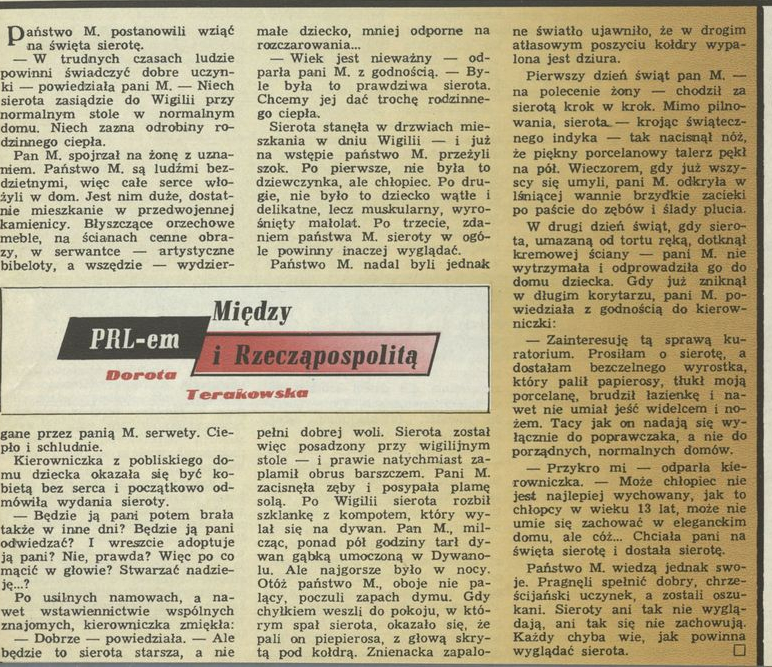 Między
PRL-em
i Rzecząpospolitą
Dorota
Terakowska
Państwo M. postanowili wziąć
na święta sierotę.
— W trudnych czasach ludzie
powinni świadczyć dobre uczyn-
ki — powiedziała pani M. — Niech
sierota zasiądzie do Wigilii przy
normalnym stole w normalnym
domu. Niech zazna odrobiny ro-
dzinnego ciepła.
Pan M. spojrzał na żonę z uzna-
niem. Państwo M. są ludźmi bez-
dzietnymi, więc całe serce wło-
żyli w dom. Jest nim duże, dostat-
nie mieszkanie w przedwojennej
kamienicy. Błyszczące orzechowe
meble, na ścianach cenne obra-
zy, w serwantce — artystyczne
bibeloty, a wszędzie — wydzier-
gane przez panią M. serwety. Cie-
pło i schludnie.
Kierowniczka z pobliskiego do-
mu dziecka okazała się być ko-
bietą bez serca i początkowo od-
mówiła wydania sieroty.
— Będzie ją pani potem brała
także w inne dni? Będzie ją pani
odwiedzać? I wreszcie adoptuje
ją pani? Nie, prawda? Więc po co
mącić w głowie? Stwarzać nadzie-
ję...?
Po usilnych namowach, a na-
wet wstawiennictwie wspólnych
znajomych, kierowniczka zmiękła:
— Dobrze — powiedziała. — Ale
będzie to sierota starsza, a nie
małe dziecko, mniej odporne na
rozczarowania...
— Wiek jest nieważny — od-
parła pani M. z godnością. — By-
le była to prawdziwa sierota.
Chcemy jej dać trochę rodzinne-
go ciepła.
Sierota stanęła w drzwiach mie-
szkania w dniu Wigilii — i już
na wstępie państwo M. przeżyli
szok. Po pierwsze, nie była to
dziewczynka, ale chłopiec. Po dru-
gie, nie było to dziecko wątłe i
delikatne, lecz muskularny, wyro-
śnięty małolat. Po trzecie, zda-
niem państwa M. sieroty w ogó-
le powinny inaczej wyglądać.
Państwo M. nadal byli jednak
pełni dobrej woli. Sierota został
więc posadzony przy wigilijnym
stole — i prawie natychmiast za-
plamił obrus barszczem. Pani M.
zacisnęła zęby i posypała plamę
solą. Po Wigilii sierota rozbił
szklankę z kompotem, który wy-
lał się na dywan. Pan M., mil-
cząc, ponad pół godziny tarł dy-
wan gąbką umoczoną w Dywano-
lu. Ale najgorsze było w nocy.
Otóż państwo M., oboje nie pa-
lący, poczuli zapach dymu. Gdy
chyłkiem weszli do pokoju, w któ-
rym spał sierota, okazało się, że
pali on piepierosa, z głową skry-
tą pod kołdrą. Znienacka zapalo-
ne światło ujawniło, że w drogim
atłasowym poszyciu kołdry wypa-
lona jest dziura.
Pierwszy dzień świąt pan M. —
na polecenie żony — chodził za
sierotą krok w krok. Mimo pilno-
wania, sierota — krojąc świątecz-
nego indyka — tak nacisnął nóż,
że piękny porcelanowy talerz pękł
na pół. Wieczorem, gdy już wszy-
scy się umyli, pani M. odkryła w
lśniącej wannie brzydkie zacieki
po paście do zębów i ślady plucia.
W drugi dzień świąt, gdy siero-
ta, umazaną od tortu ręką, dotknął
kremowej ściany — pani M. nie
wytrzymała i odprowadziła go do
domu dziecka. Gdy już zniknął
w długim korytarzu, pani M. po-
wiedziała z godnością do kierow-
niczki:
— Zainteresuję tą sprawą ku-
ratorium. Prosiłam o sierotę, a
dostałam bezczelnego wyrostka,
który palił papierosy, tłukł moją
porcelanę, brudził łazienkę i na-
wet nie umiał jeść widelcem i no-
żem. Tacy jak on nadają się wy-
łącznie do poprawczaka, a nie do
porządnych, normalnych domów.
— Przykro mi — odparła kie-
rowniczka. — Może chłopiec nie
jest najlepiej wychowany, jak to
chłopcy w wieku 13 lat, może nie
umie się zachować w eleganckim
domu, ale cóż... Chciała pani na
święta sierotę i dostała sierotę.
Państwo M. wiedzą jednak swo-
je. Pragnęli spełnić dobry, chrze-
ścijański uczynek, a zostali oszu-
kani. Sieroty ani tak nie wyglą-
dają, ani tak się nie zachowują.
Każdy chyba wie, jak powinna
wyglądać sierota. □